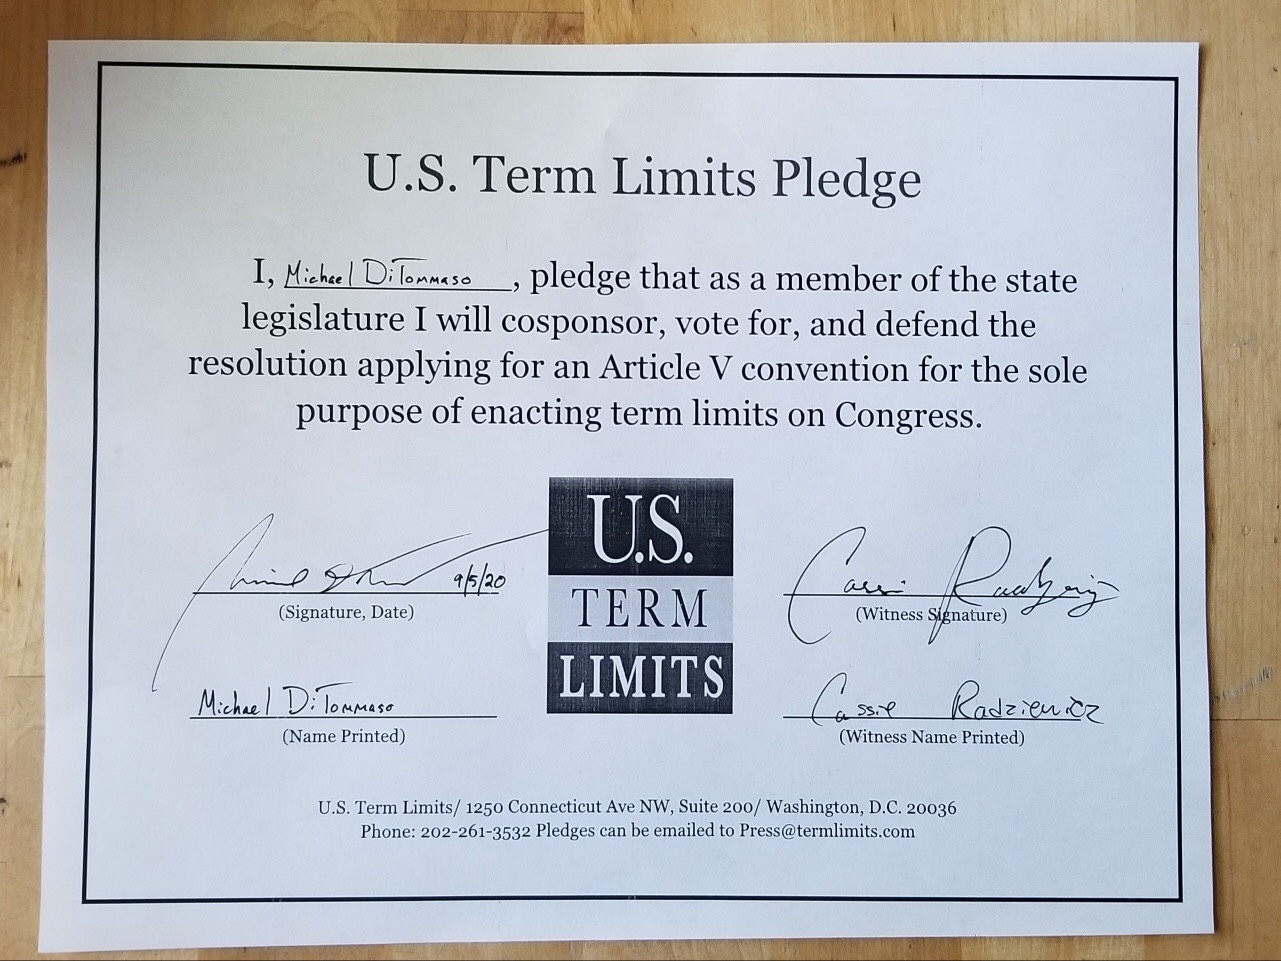 U.S. Term Limits Pledge
I, Michael DiTommaso, pledge that as a member of the state
legislature I will cosponsor, vote for, and defend the
resolution applying for an Article V convention for the sole
purpose of enacting term limits on Congress.
U.S.
TERM
LIMITS
9/5/20
(Signature, Date)
Cassie Radziewicz
(Witness Signature)
Michael DiTommaso
(Name Printed)
Cassie Radziewicz
(Witness Name Printed)
U.S. Term Limits/ 1250 Connecticut Ave NW, Suite 200/ Washington, D.C. 20036
Phone: 202-261-3532 Pledges can be emailed to Press@termlimits.com